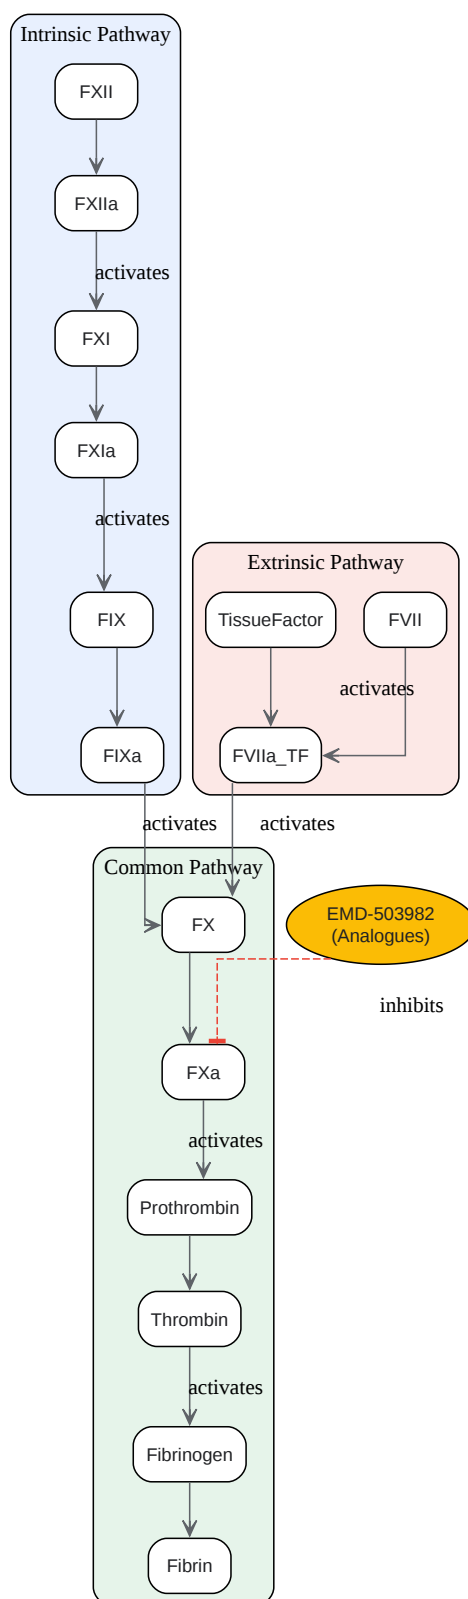 Intrinsic Pathway
FXII
FXIIa
activates
FXI
FXIa
activates
FIX
FIXa
Extrinsic Pathway
TissueFactor
FVII
activates
FVIIa_TF
activates
activates
Common Pathway
FX
EMD-503982
(Analogues)
inhibits
FXa
activates
Prothrombin
Thrombin
activates
Fibrinogen
Fibrin